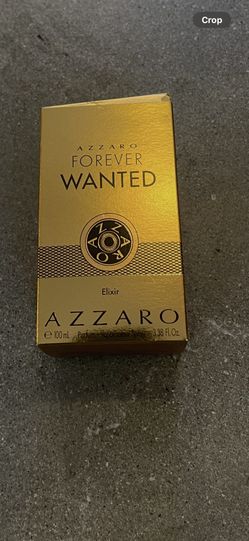 Crop
AZZARO
FOREVER
WANTED
AZZARO
Elixir
AZZARO
℮ 100 mL 3.38 Fl. Oz.